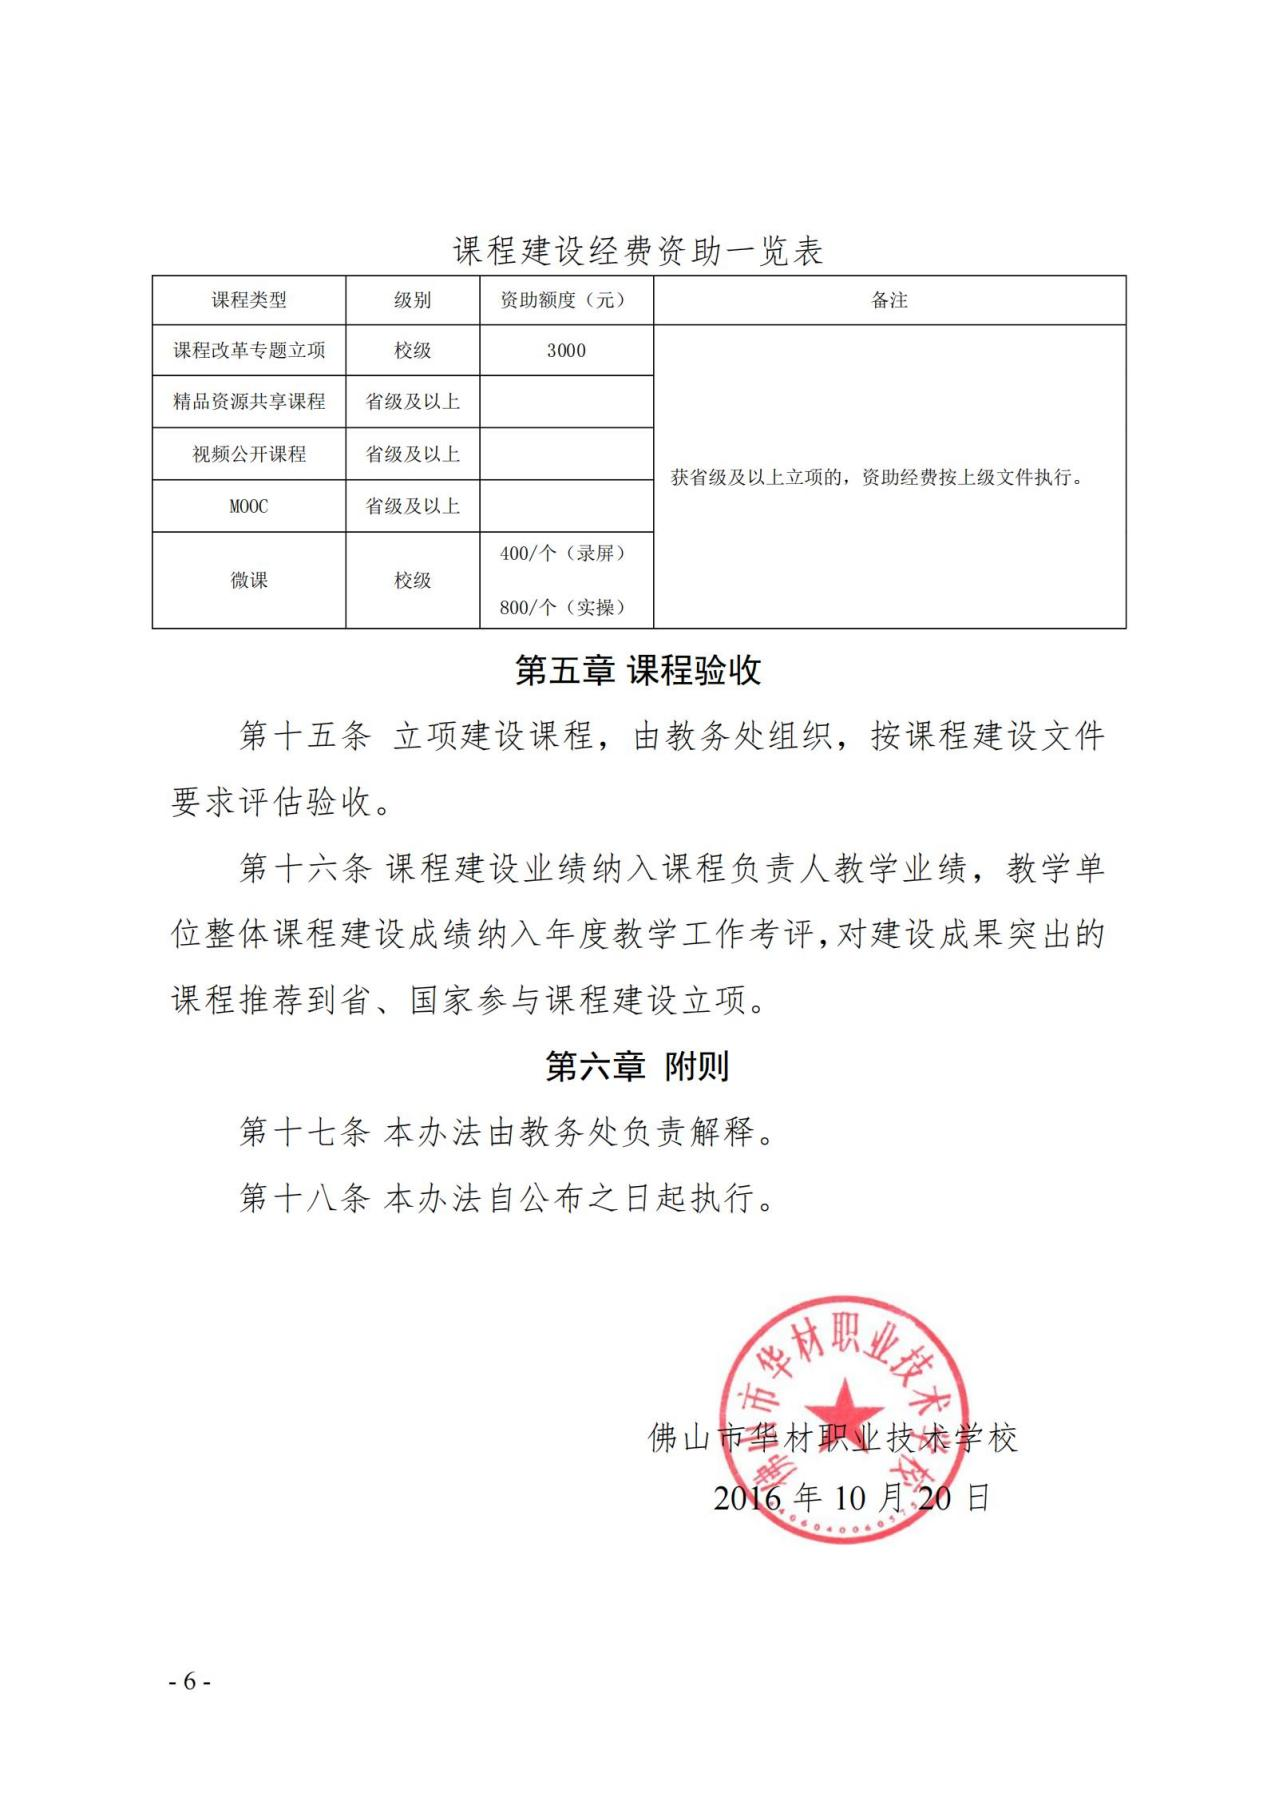 课程建设经费资助一览表
课程类型 级别 资助额度（元） 备注
课程改革专题立项 校级 3000
精品资源共享课程 省级及以上
视频公开课程 省级及以上
获省级及以上立项的，资助经费按上级文件执行。
MOOC 省级及以上
400/个（录屏）
微课 校级
800/个（实操）
第五章 课程验收
第十五条 立项建设课程，由教务处组织，按课程建设文件
要求评估验收。
第十六条 课程建设业绩纳入课程负责人教学业绩，教学单
位整体课程建设成绩纳入年度教学工作考评，对建设成果突出的
课程推荐到省、国家参与课程建设立项。
第六章 附则
第十七条 本办法由教务处负责解释。
第十八条 本办法自公布之日起执行。
佛山市华材职业技术学校
佛山市华材职业技术学校
2016 年 10 月 20 日
- 6 -